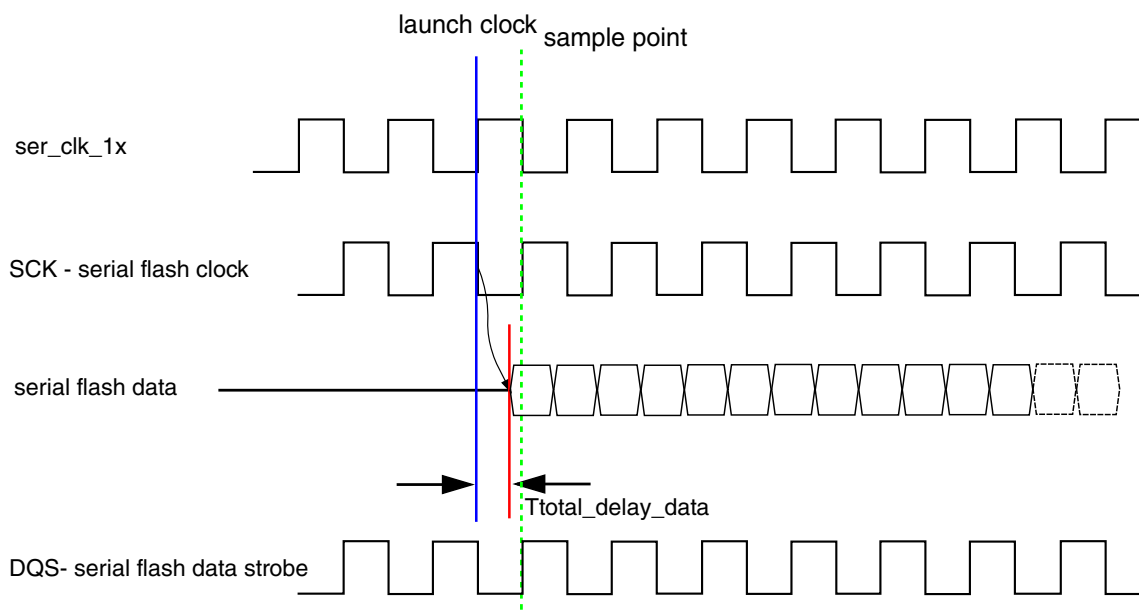 launch clock
sample point
ser_clk_1x
SCK - serial flash clock
serial flash data
Ttotal_delay_data
DQS- serial flash data strobe